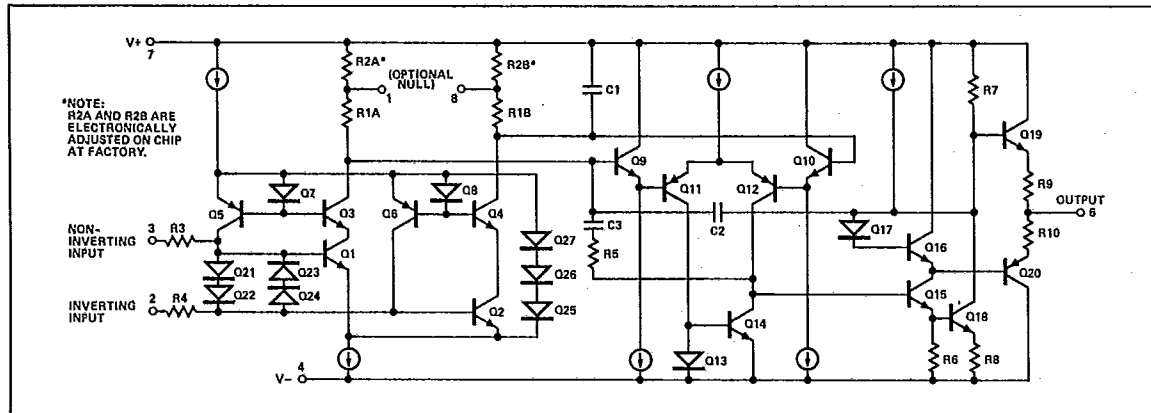 V+
7
R2A*
(OPTIONAL
NULL)
R2B*
1
8
R1A
R1B
C1
R7
*NOTE:
R2A AND R2B ARE
ELECTRONICALLY
ADJUSTED ON CHIP
AT FACTORY.
Q19
Q9
Q10
Q11
Q12
Q7
Q8
Q5
Q3
Q6
Q4
R9
OUTPUT
6
C3
C2
Q17
R10
NON-
INVERTING
INPUT
3
R3
Q1
Q27
R5
Q16
Q20
Q21
Q23
Q26
Q22
Q24
Q25
Q15
INVERTING
INPUT
2
R4
Q2
Q14
Q18
Q13
R6
R8
V-
4